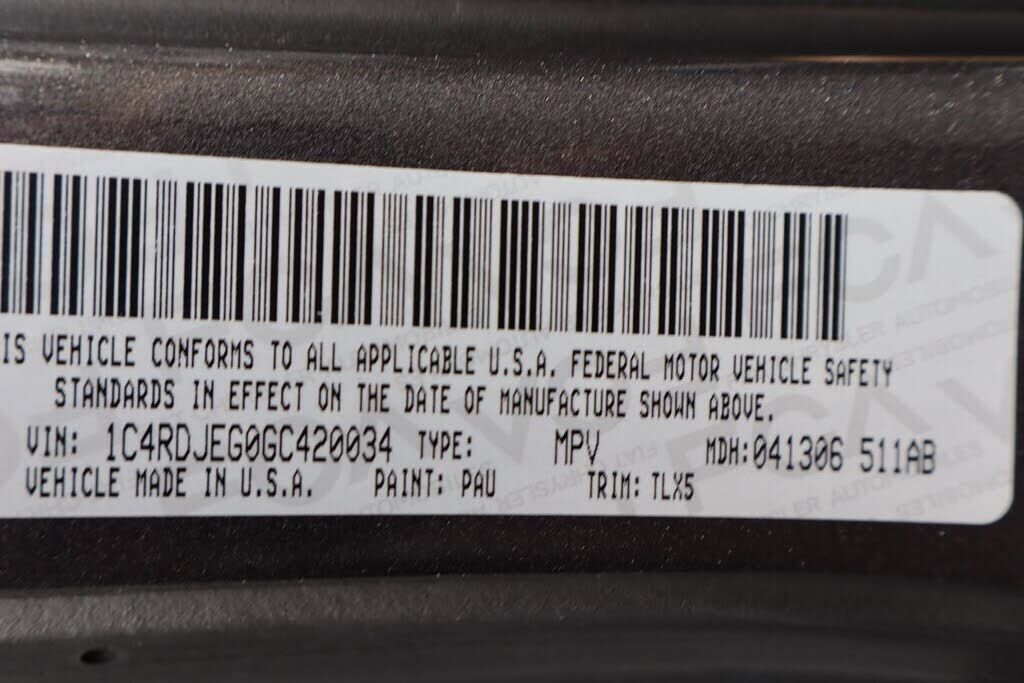 IS VEHICLE CONFORMS TO ALL APPLICABLE U.S.A. FEDERAL MOTOR VEHICLE SAFETY
STANDARDS IN EFFECT ON THE DATE OF MANUFACTURE SHOWN ABOVE.
VIN: 1C4RDJEG0GC420034 TYPE: MPV MDH:041306 511AB
VEHICLE MADE IN U.S.A. PAINT: PAU TRIM: TLX5